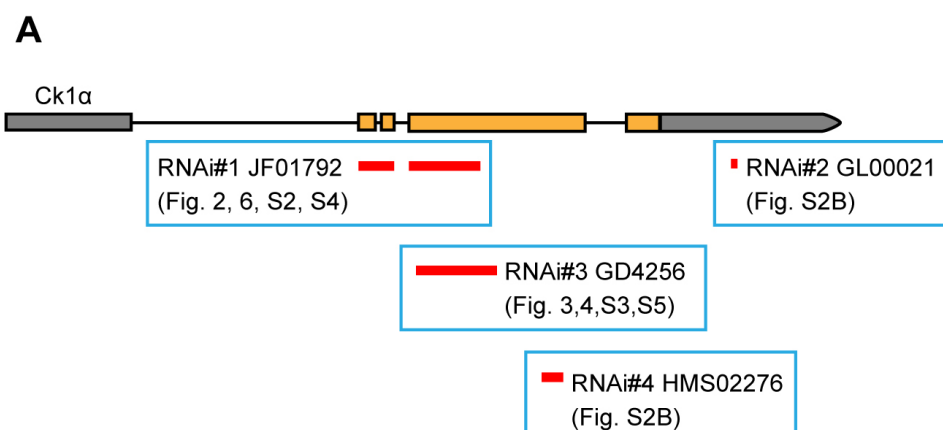 A
Ck1α
RNAi#1 JF01792
(Fig. 2, 6, S2, S4)
RNAi#2 GL00021
(Fig. S2B)
RNAi#3 GD4256
(Fig. 3,4,S3,S5)
RNAi#4 HMS02276
(Fig. S2B)